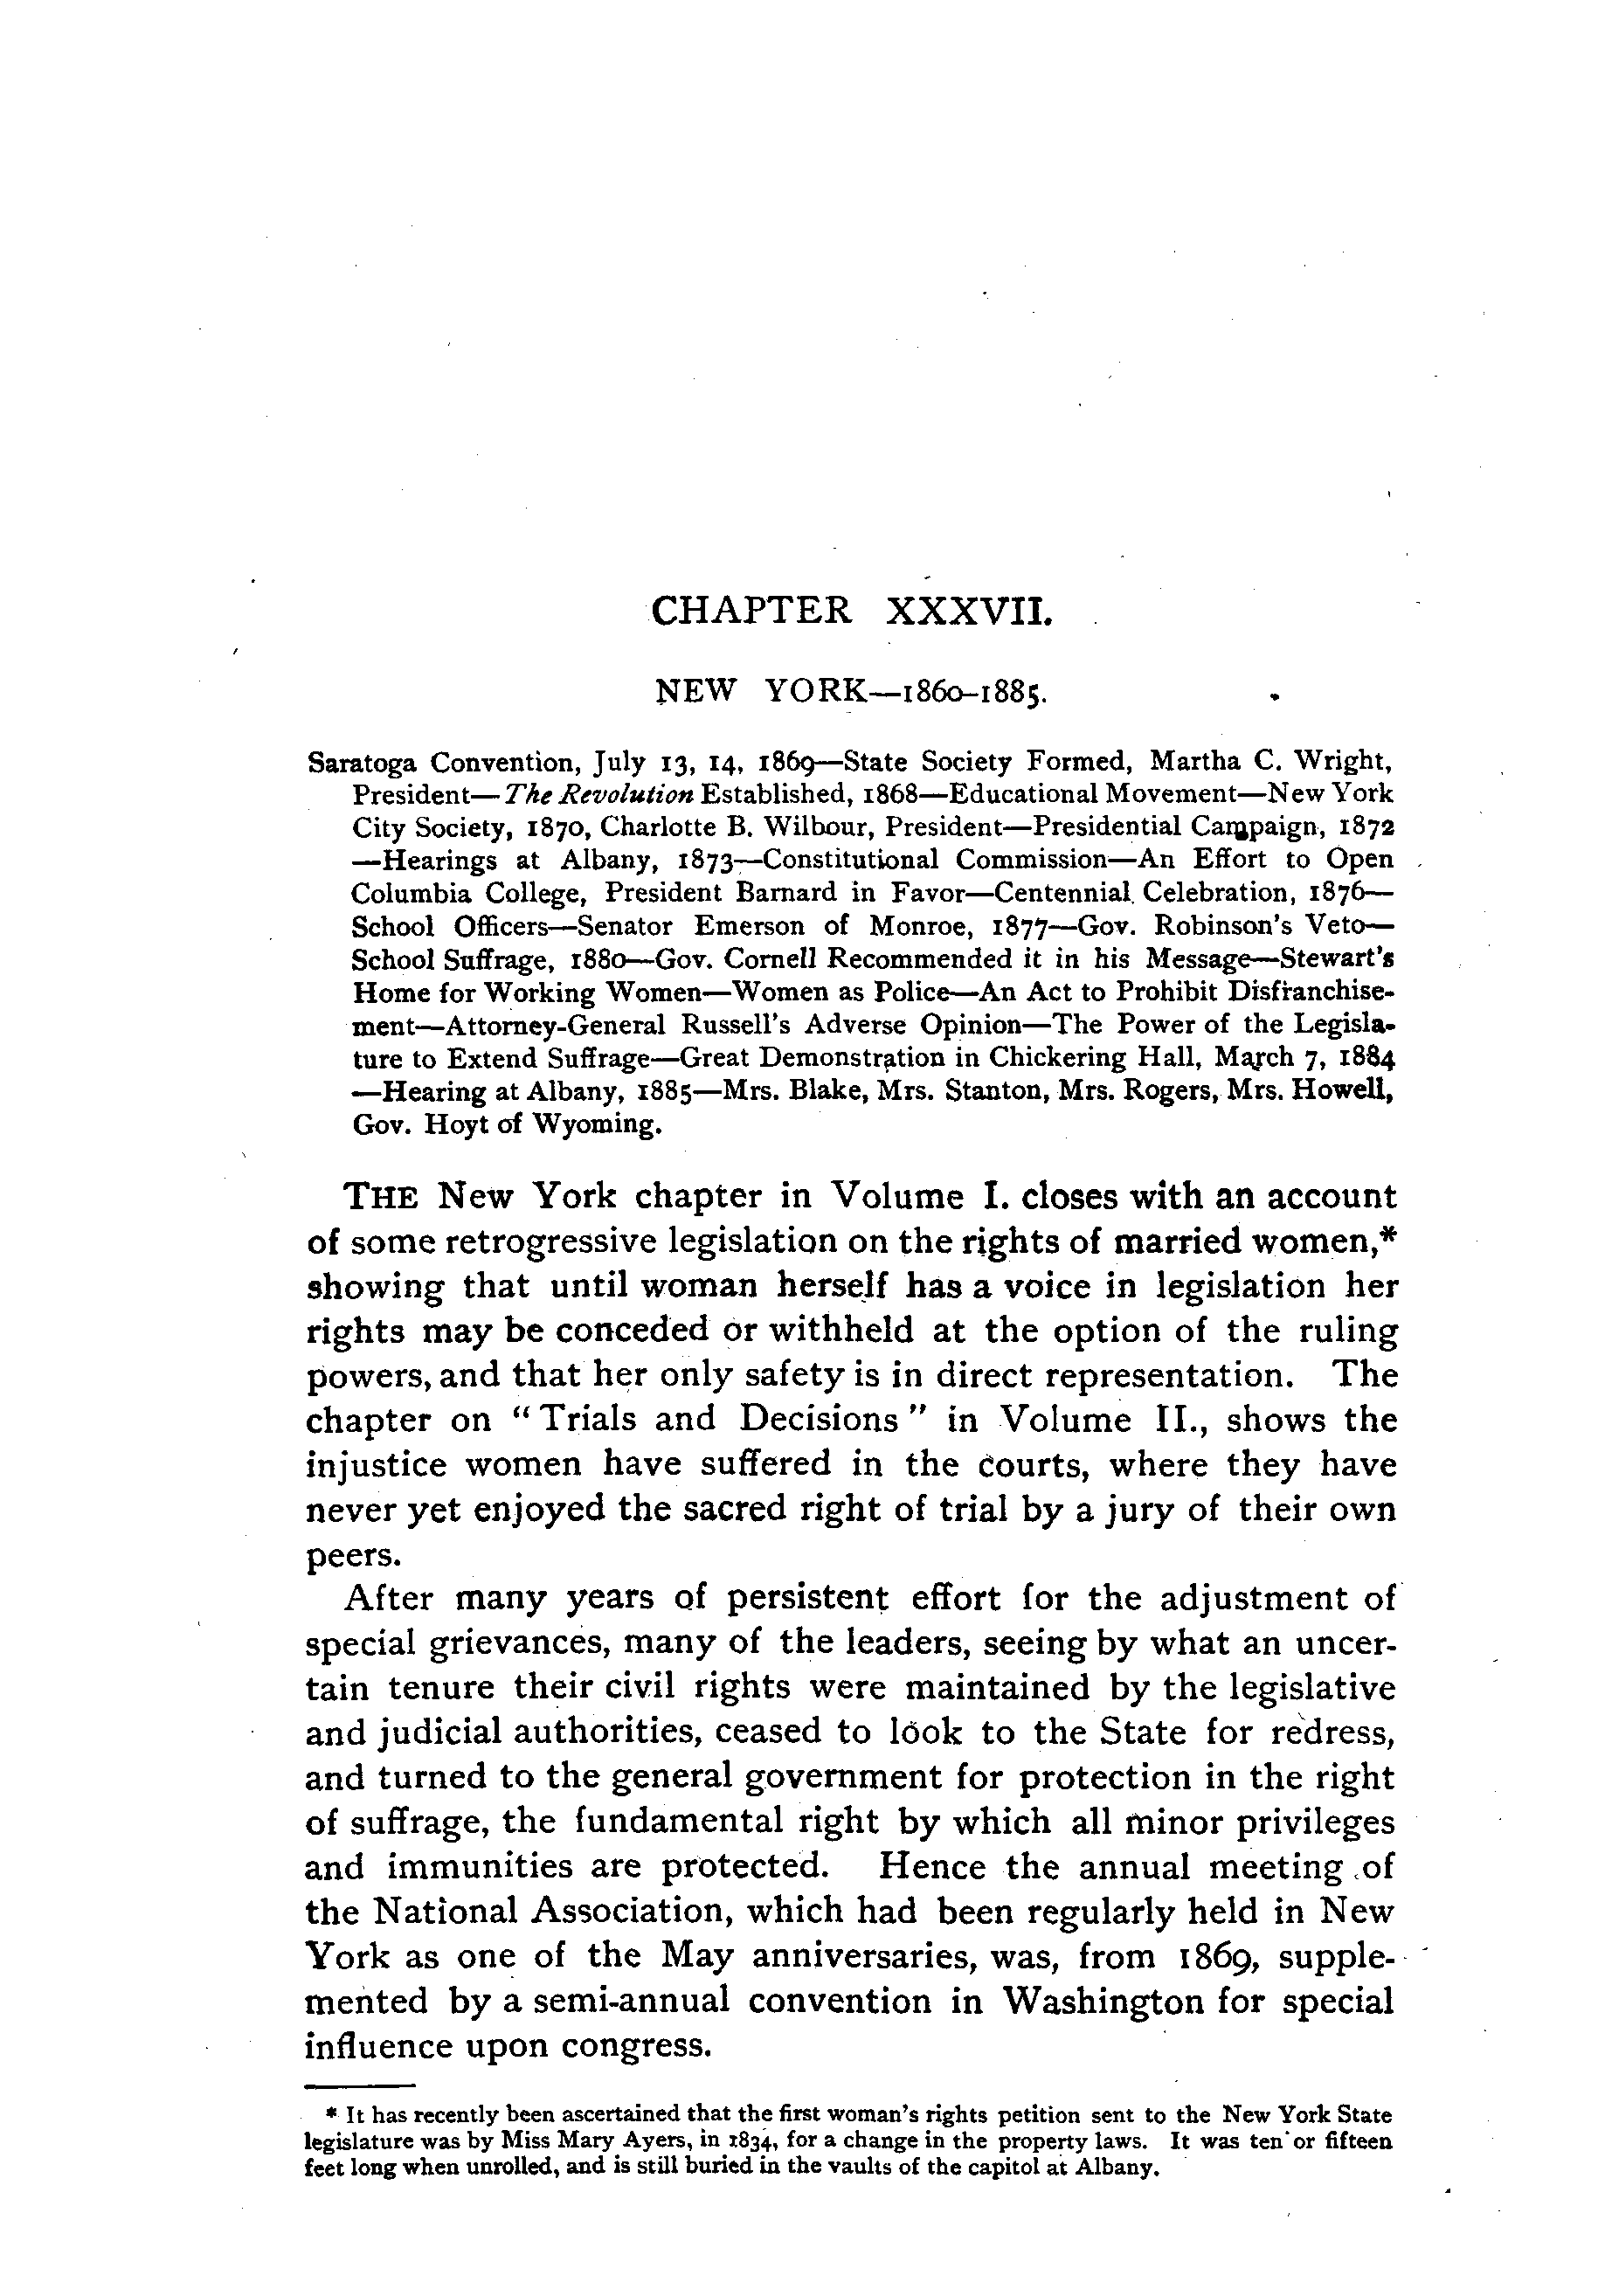 CHAPTER XXXVII.
NEW YORK—1860–1885.
Saratoga Convention, July 13, 14, 1869—State Society Formed, Martha C. Wright,
President—The Revolution Established, 1868—Educational Movement—New York
City Society, 1870, Charlotte B. Wilbour, President—Presidential Campaign, 1872
—Hearings at Albany, 1873—Constitutional Commission—An Effort to Open
Columbia College, President Barnard in Favor—Centennial Celebration, 1876—
School Officers—Senator Emerson of Monroe, 1877—Gov. Robinson's Veto—
School Suffrage, 1880—Gov. Cornell Recommended it in his Message—Stewart's
Home for Working Women—Women as Police—An Act to Prohibit Disfranchise-
ment—Attorney-General Russell's Adverse Opinion—The Power of the Legisla-
ture to Extend Suffrage—Great Demonstration in Chickering Hall, March 7, 1884
—Hearing at Albany, 1885—Mrs. Blake, Mrs. Stanton, Mrs. Rogers, Mrs. Howell,
Gov. Hoyt of Wyoming.
THE New York chapter in Volume I. closes with an account
of some retrogressive legislation on the rights of married women,*
showing that until woman herself has a voice in legislation her
rights may be conceded or withheld at the option of the ruling
powers, and that her only safety is in direct representation. The
chapter on "Trials and Decisions" in Volume II., shows the
injustice women have suffered in the courts, where they have
never yet enjoyed the sacred right of trial by a jury of their own
peers.
After many years of persistent effort for the adjustment of
special grievances, many of the leaders, seeing by what an uncer-
tain tenure their civil rights were maintained by the legislative
and judicial authorities, ceased to look to the State for redress,
and turned to the general government for protection in the right
of suffrage, the fundamental right by which all minor privileges
and immunities are protected. Hence the annual meeting of
the National Association, which had been regularly held in New
York as one of the May anniversaries, was, from 1869, supple-
mented by a semi-annual convention in Washington for special
influence upon congress.
* It has recently been ascertained that the first woman's rights petition sent to the New York State
legislature was by Miss Mary Ayers, in 1834, for a change in the property laws. It was ten or fifteen
feet long when unrolled, and is still buried in the vaults of the capitol at Albany.